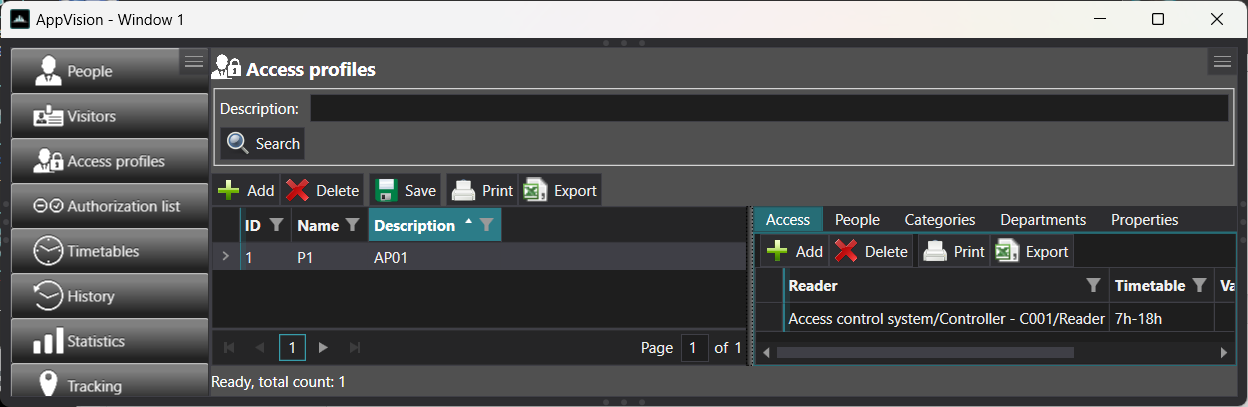 AppVision - Window 1
People
Visitors
Access profiles
Authorization list
Timetables
History
Statistics
Tracking
Access profiles
Description:
Search
Add Delete Save Print Export
ID Name Description
1 P1 AP01
1
Page 1 of 1
Access People Categories Departments Properties
Add Delete Print Export
Reader Timetable Va
Access control system/Controller - C001/Reader 7h-18h
Ready, total count: 1